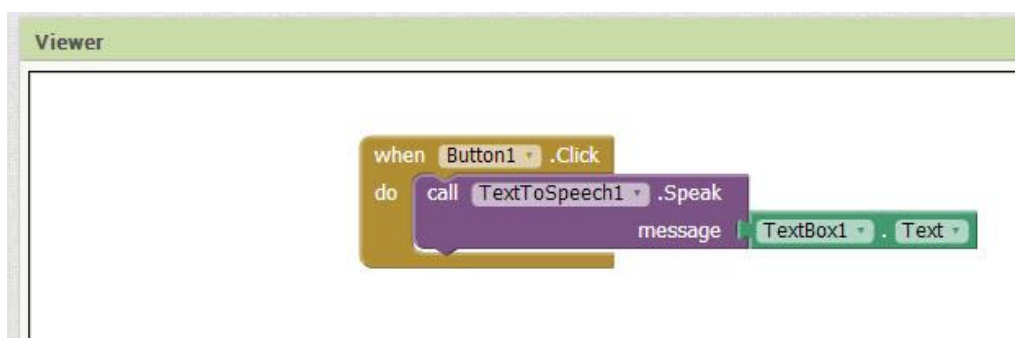 Viewer
when Button1 .Click
do call TextToSpeech1 .Speak
message TextBox1 . Text